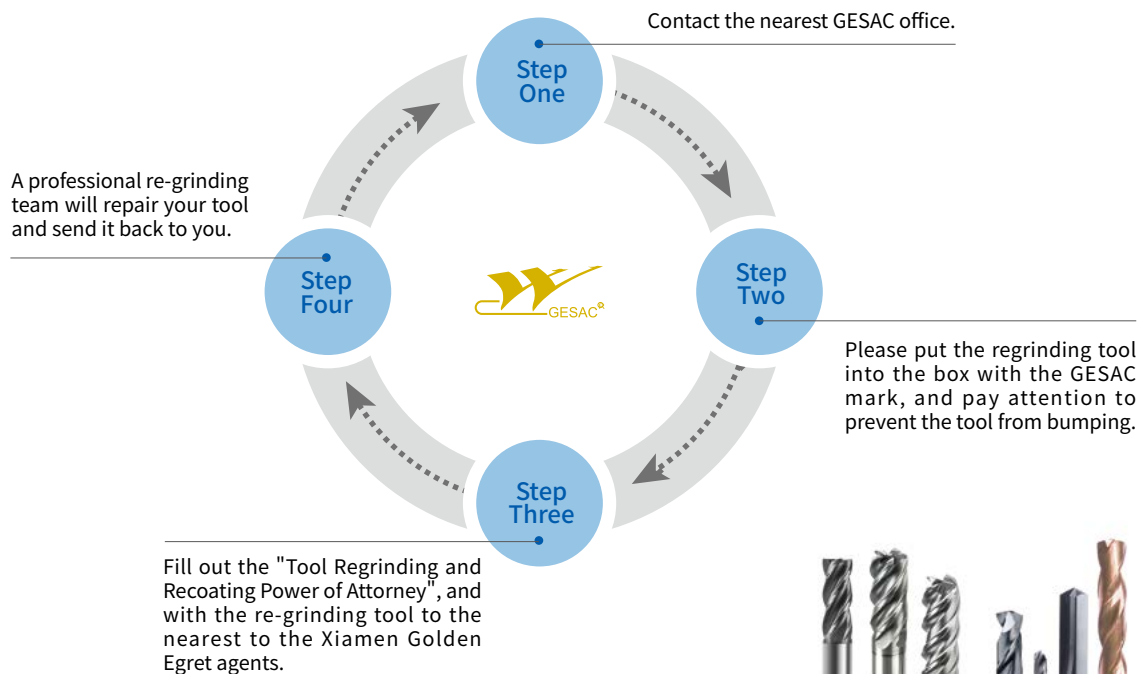 Contact the nearest GESAC office.
Step
One
A professional re-grinding
team will repair your tool
and send it back to you.
Step
Four
GESAC®
Step
Two
Please put the regrinding tool
into the box with the GESAC
mark, and pay attention to
prevent the tool from bumping.
Step
Three
Fill out the "Tool Regrinding and
Recoating Power of Attorney", and
with the re-grinding tool to the
nearest to the Xiamen Golden
Egret agents.